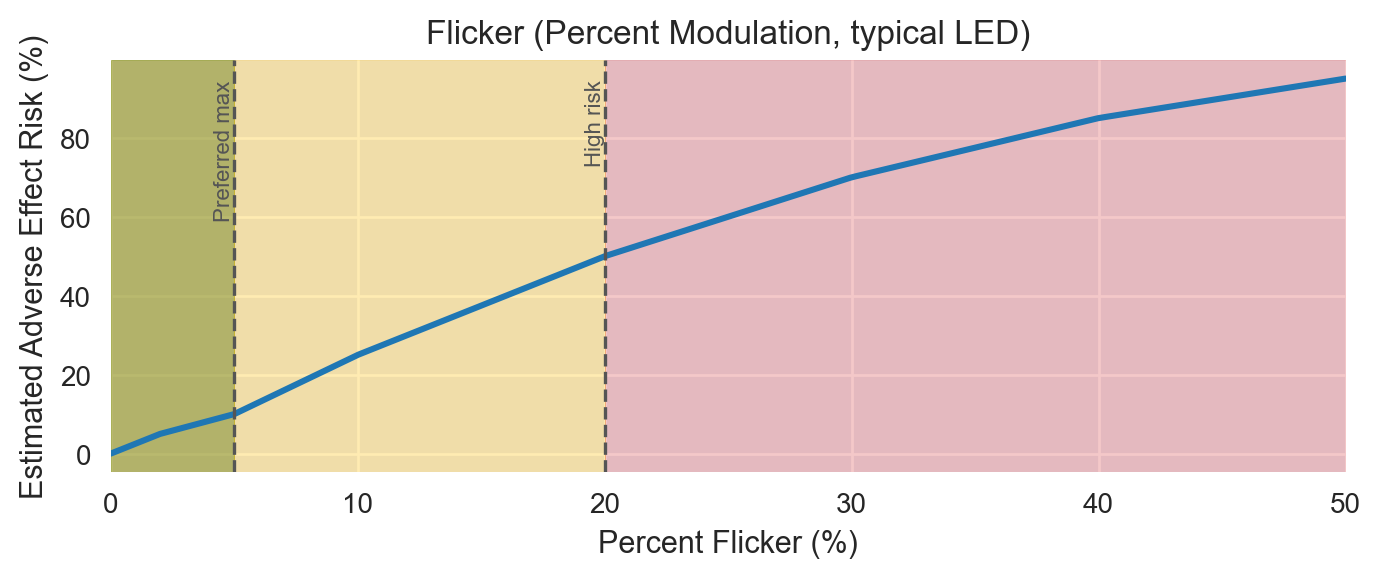 Flicker (Percent Modulation, typical LED)
Estimated Adverse Effect Risk (%)
80
60
40
20
0
Preferred max
High risk
0
10
20
30
40
50
Percent Flicker (%)